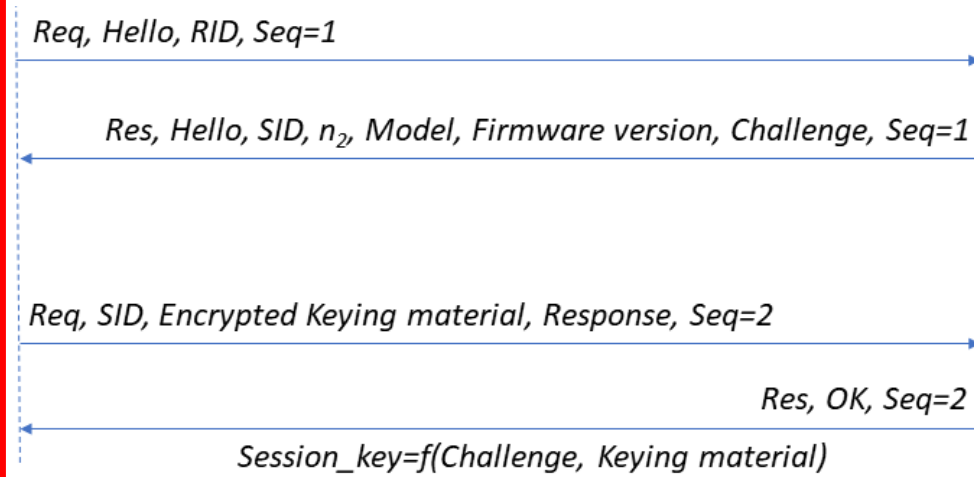 Req, Hello, RID, Seq=1
Res, Hello, SID, n₂, Model, Firmware version, Challenge, Seq=1
Req, SID, Encrypted Keying material, Response, Seq=2
Res, OK, Seq=2
Session_key=f(Challenge, Keying material)